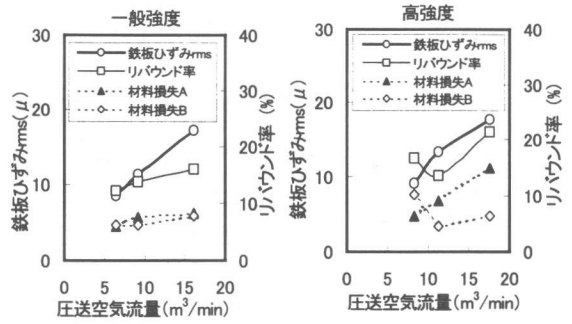 一般強度
30
20
10
0
鉄板ひずみrms(μ)
鉄板ひずみrms
リバウンド率
材料損失A
材料損失B
40
30
20
10
0
リバウンド率 (%)
0 5 10 15 20
圧送空気流量(m³/min)
高強度
30
20
10
0
鉄板ひずみrms(μ)
鉄板ひずみrms
リバウンド率
材料損失A
材料損失B
40
30
20
10
0
リバウンド率 (%)
0 5 10 15 20
圧送空気流量(m³/min)